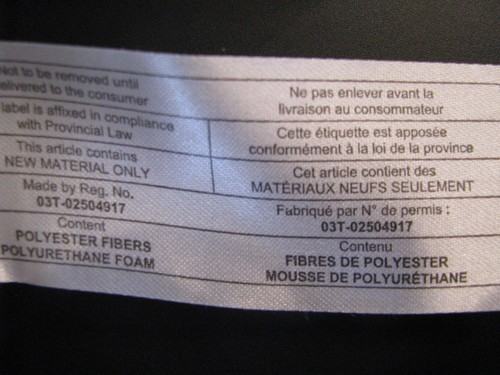 Not to be removed until
delivered to the consumer
label is affixed in compliance
with Provincial Law
This article contains
NEW MATERIAL ONLY
Made by Reg. No.
03T-02504917
Content
POLYESTER FIBERS
POLYURETHANE FOAM
Ne pas enlever avant la
livraison au consommateur
Cette étiquette est apposée
conformément à la loi de la province
Cet article contient des
MATÉRIAUX NEUFS SEULEMENT
Fabriqué par N° de permis :
03T-02504917
Contenu
FIBRES DE POLYESTER
MOUSSE DE POLYURÉTHANE